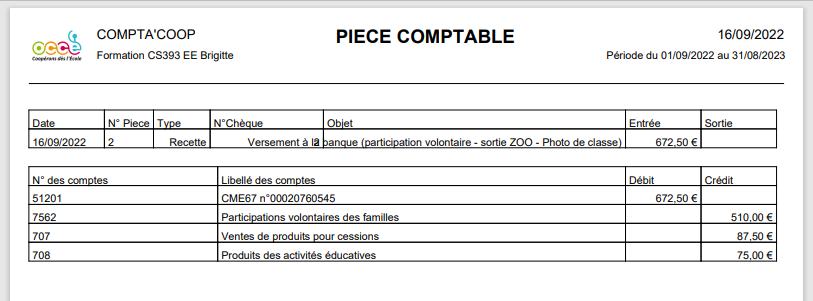 occe
Coopérons dès l'École
COMPTA'COOP
Formation CS393 EE Brigitte
PIECE COMPTABLE
16/09/2022
Période du 01/09/2022 au 31/08/2023
Date N° Piece Type N°Chèque Objet Entrée Sortie
16/09/2022 2 Recette 2 Versement à la banque (participation volontaire - sortie ZOO - Photo de classe) 672,50 €
N° des comptes Libellé des comptes Débit Crédit
51201 CME67 n°00020760545 672,50 €
7562 Participations volontaires des familles 510,00 €
707 Ventes de produits pour cessions 87,50 €
708 Produits des activités éducatives 75,00 €